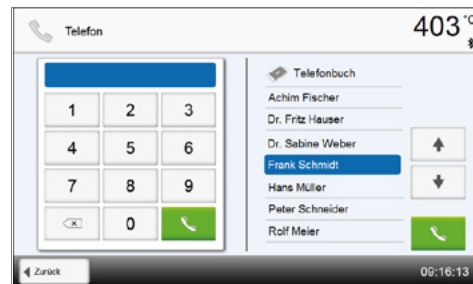 Telefon
403 °C
1 2 3
4 5 6
7 8 9
0
Telefonbuch
Achim Fischer
Dr. Fritz Hauser
Dr. Sabine Weber
Frank Schmidt
Hans Müller
Peter Schneider
Rolf Meier
Zurück
09:16:13